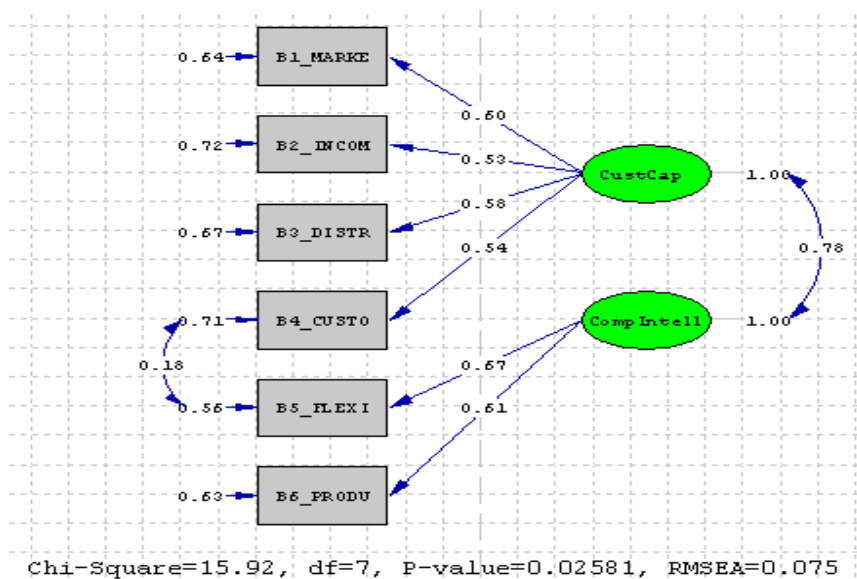 0.64 B1_MARKE
0.60
0.72 B2_INCOM
0.53
CustCap 1.00
0.58
0.67 B3_DISTR
0.54
0.78
0.71 B4_CUSTO
CompIntell 1.00
0.18
0.67
0.56 B5_FLEXI
0.61
0.63 B6_PRODU
Chi-Square=15.92, df=7, P-value=0.02581, RMSEA=0.075